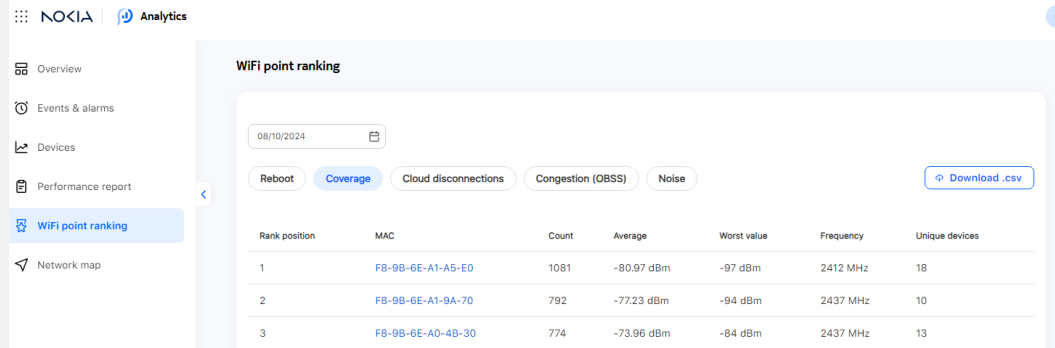 NOKIA Analytics
Overview
Events & alarms
Devices
Performance report
WiFi point ranking
Network map
WiFi point ranking
08/10/2024
Reboot Coverage Cloud disconnections Congestion (OBSS) Noise Download .csv
Rank position MAC Count Average Worst value Frequency Unique devices
1 F8-9B-6E-A1-A5-E0 1081 -80.97 dBm -97 dBm 2412 MHz 18
2 F8-9B-6E-A1-9A-70 792 -77.23 dBm -94 dBm 2437 MHz 10
3 F8-9B-6E-A0-4B-30 774 -73.96 dBm -84 dBm 2437 MHz 13